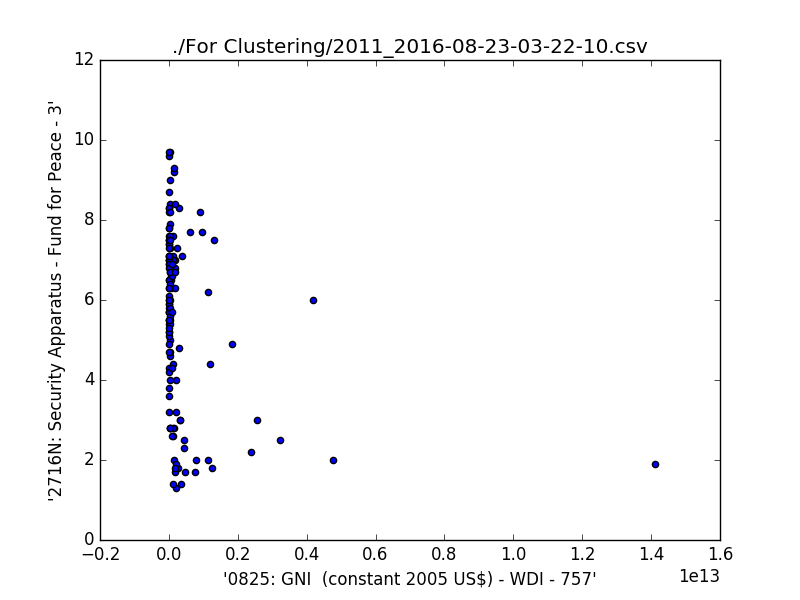 ./For Clustering/2011_2016-08-23-03-22-10.csv
12
10
8
6
4
2
0
'2716N: Security Apparatus - Fund for Peace - 3'
−0.2 0.0 0.2 0.4 0.6 0.8 1.0 1.2 1.4 1.6
1e13
'0825: GNI  (constant 2005 US$) - WDI - 757'